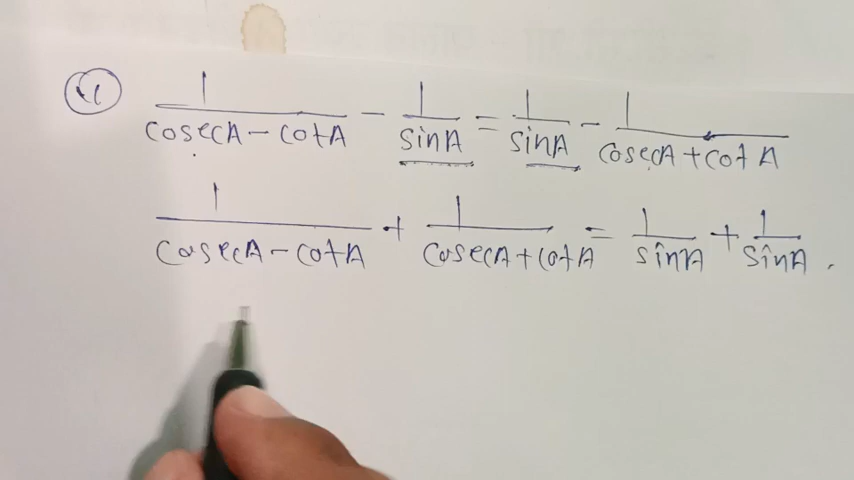 (1) 1/(cosecA - cotA) - 1/sinA = 1/sinA - 1/(cosecA + cotA)
1/(cosecA - cotA) + 1/(cosecA + cotA) = 1/sinA + 1/sinA .